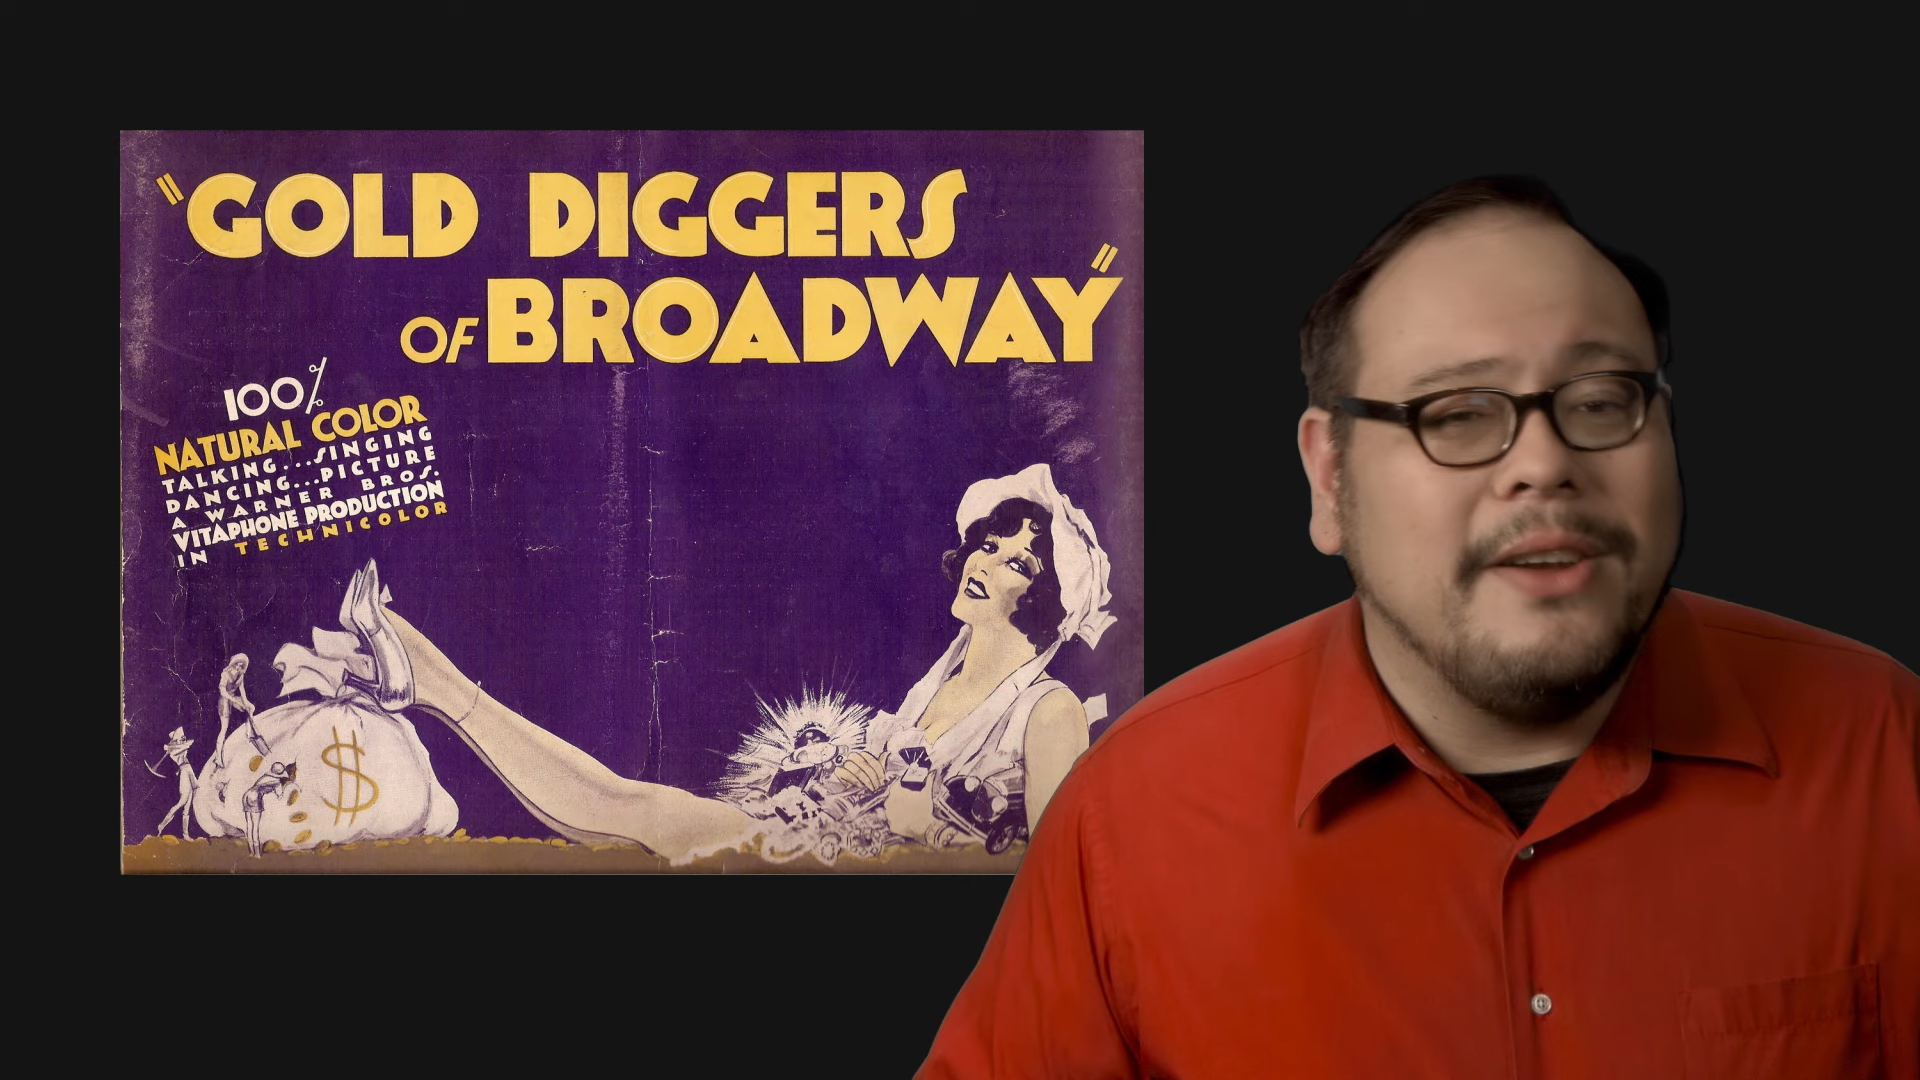 "GOLD DIGGERS
OF BROADWAY"
100%
NATURAL COLOR
TALKING...SINGING
DANCING...PICTURE
A WARNER BROS.
VITAPHONE PRODUCTION
IN TECHNICOLOR
$